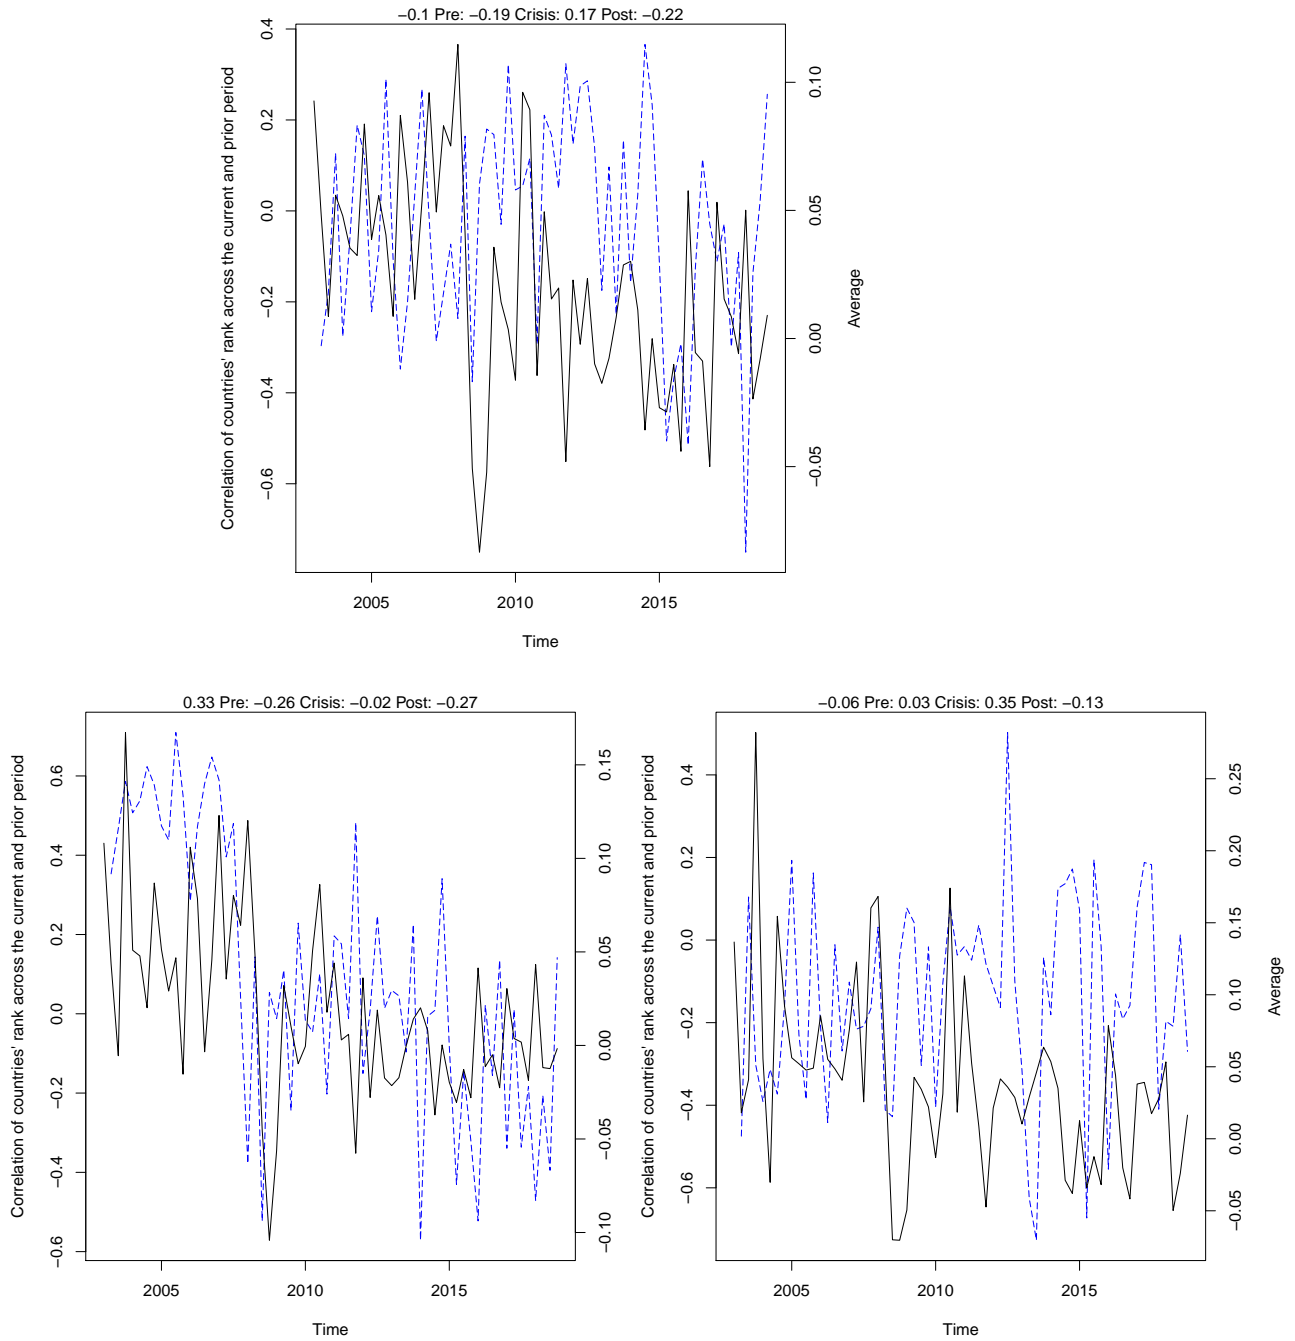 −0.1 Pre: −0.19 Crisis: 0.17 Post: −0.22
Correlation of countries' rank across the current and prior period
0.4
0.2
0.0
−0.2
−0.4
−0.6
0.10
0.05
0.00
−0.05
Average
2005 2010 2015
Time
0.33 Pre: −0.26 Crisis: −0.02 Post: −0.27
Correlation of countries' rank across the current and prior period
0.6
0.4
0.2
0.0
−0.2
−0.4
−0.6
0.15
0.10
0.05
0.00
−0.05
−0.10
2005 2010 2015
Time
−0.06 Pre: 0.03 Crisis: 0.35 Post: −0.13
Correlation of countries' rank across the current and prior period
0.4
0.2
0.0
−0.2
−0.4
−0.6
0.25
0.20
0.15
0.10
0.05
0.00
−0.05
Average
2005 2010 2015
Time